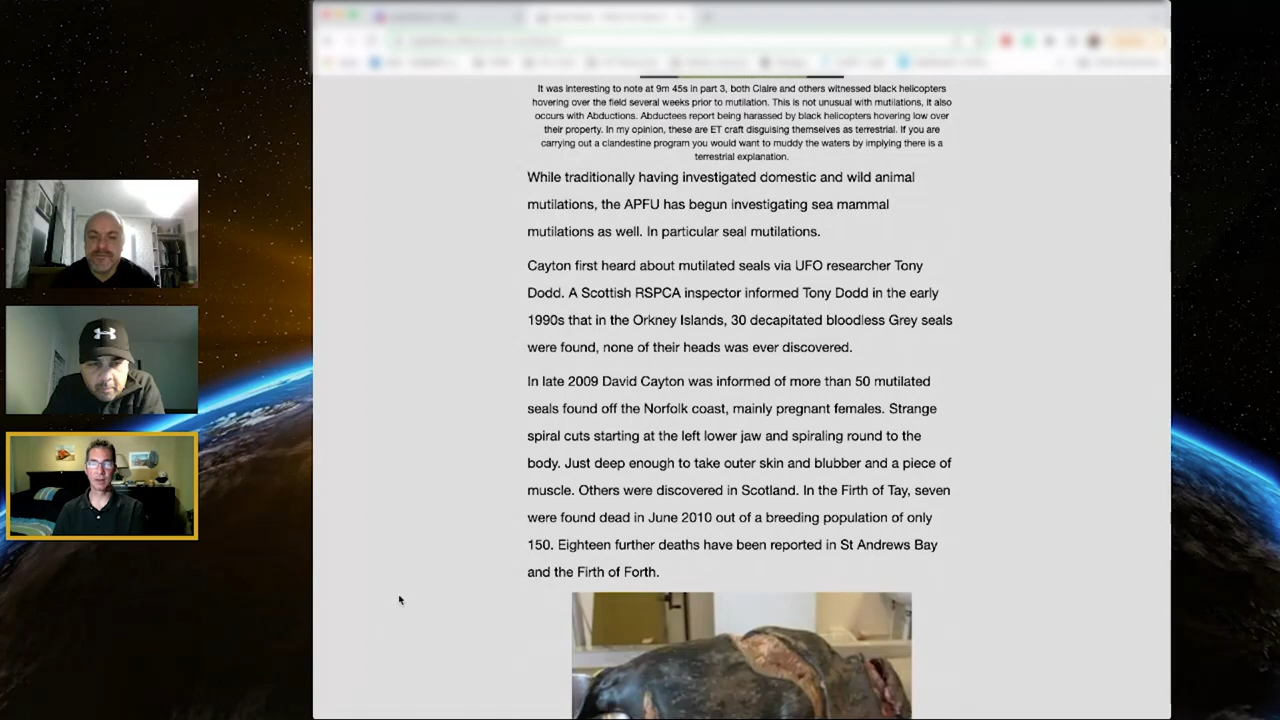 It was interesting to note at 9m 45s in part 3, both Claire and others witnessed black helicopters
hovering over the field several weeks prior to mutilation. This is not unusual with mutilations, it also
occurs with Abductions. Abductees report being harassed by black helicopters hovering low over
their property. In my opinion, these are ET craft disguising themselves as terrestrial. If you are
carrying out a clandestine program you would want to muddy the waters by implying there is a
terrestrial explanation.
While traditionally having investigated domestic and wild animal
mutilations, the APFU has begun investigating sea mammal
mutilations as well. In particular seal mutilations.
Cayton first heard about mutilated seals via UFO researcher Tony
Dodd. A Scottish RSPCA inspector informed Tony Dodd in the early
1990s that in the Orkney Islands, 30 decapitated bloodless Grey seals
were found, none of their heads was ever discovered.
In late 2009 David Cayton was informed of more than 50 mutilated
seals found off the Norfolk coast, mainly pregnant females. Strange
spiral cuts starting at the left lower jaw and spiraling round to the
body. Just deep enough to take outer skin and blubber and a piece of
muscle. Others were discovered in Scotland. In the Firth of Tay, seven
were found dead in June 2010 out of a breeding population of only
150. Eighteen further deaths have been reported in St Andrews Bay
and the Firth of Forth.